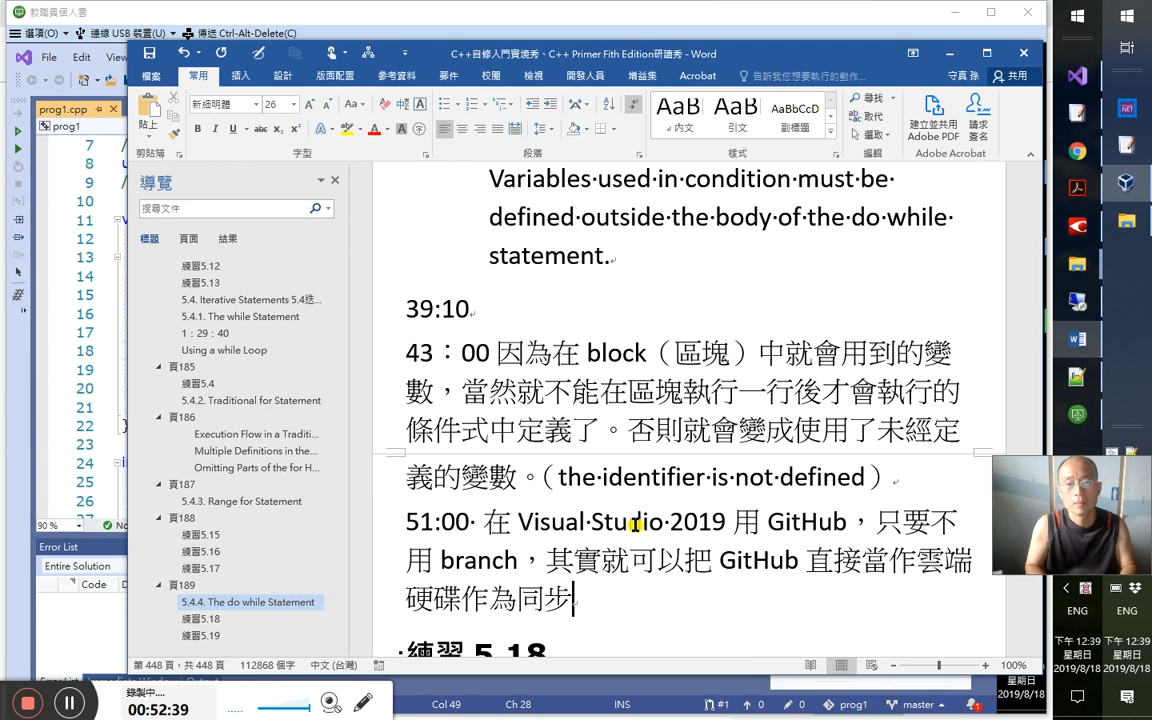 教職員個人雲
選項(O)
連線 USB 裝置(U)
傳送 Ctrl-Alt-Delete()
File Edit View
C++自修入門實境秀、C++ Primer Fith Edition研讀秀 - Word
檔案 常用 插入 設計 版面配置 參考資料 郵件 校閱 檢視 開發人員 增益集 Acrobat 告訴我您想要執行的動作... 守真 孫 共用
貼上
新細明體 26
剪貼簿 字型 段落 樣式 編輯 Adobe Acrobat
AaB AaB AaBbCcD
內文 引文 副標題
尋找
取代
選取
建立並共用 Adobe PDF
請求簽名
prog1.cpp
prog1
7
8
9
10
11
12
13
14
15
16
17
18
19
20
21
22
23
24
25
26
90 %
Error List
Entire Solution
Code
導覽
搜尋文件
標題 頁面 結果
練習5.12
練習5.13
5.4. Iterative Statements 5.4迭...
5.4.1. The while Statement
1：29：40
Using a while Loop
頁185
練習5.4
5.4.2. Traditional for Statement
頁186
Execution Flow in a Traditi...
Multiple Definitions in the...
Omitting Parts of the for H...
頁187
5.4.3. Range for Statement
頁188
練習5.15
練習5.16
練習5.17
頁189
5.4.4. The do while Statement
練習5.18
練習5.19
Variables used in condition must be
defined outside the body of the do while
statement.
39:10
43：00 因為在 block（區塊）中就會用到的變
數，當然就不能在區塊執行一行後才會執行的
條件式中定義了。否則就會變成使用了未經定
義的變數。（the identifier is not defined）
51:00 在 Visual Studio 2019 用 GitHub，只要不
用 branch，其實就可以把 GitHub 直接當作雲端
硬碟作為同步
練習 5.18
第 448 頁，共 448 頁 112868 個字 中文 (台灣) 100%
錄製中...
00:52:39
Col 49 Ch 28 INS #1 0 0 prog1 master 1
ENG
下午 12:39
星期日
2019/8/18
ENG
下午 12:39
星期日
2019/8/18